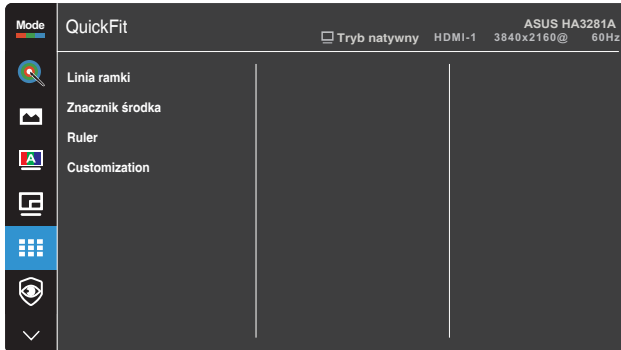 Mode
QuickFit
Tryb natywny HDMI-1
ASUS HA3281A
3840x2160@ 60Hz
A
Linia ramki
Znacznik środka
Ruler
Customization